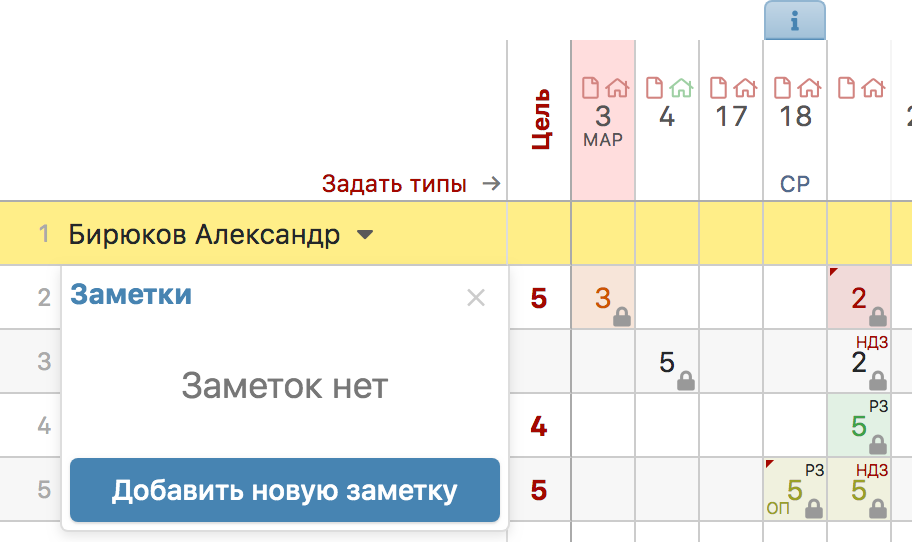 i
Цель
3
4
17
18
МАР
Задать типы →
СР
1 Бирюков Александр
2
Заметки
×
5
3
2
3
Заметок нет
5
НДЗ
2
4
4
РЗ
5
5
Добавить новую заметку
5
РЗ
5
ОП
НДЗ
5